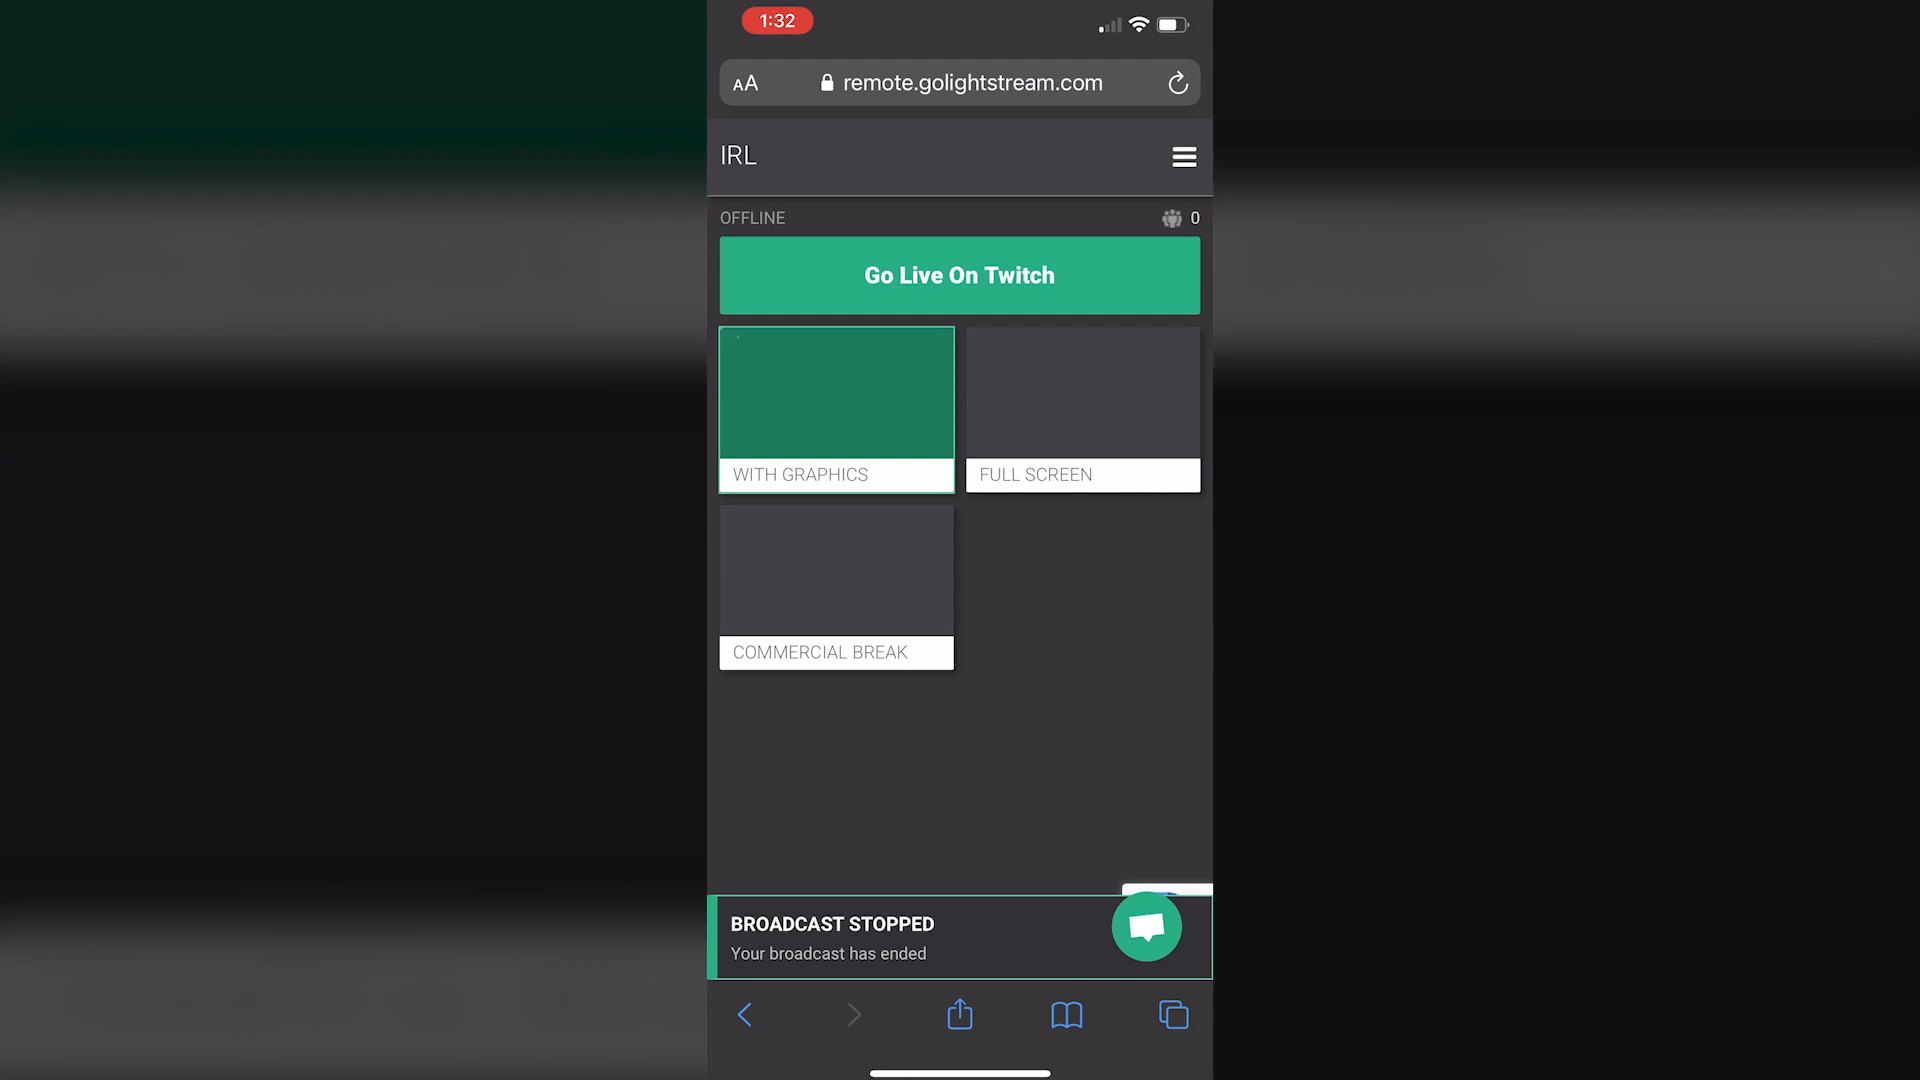 1:32
AA remote.golightstream.com
IRL
OFFLINE 0
Go Live On Twitch
WITH GRAPHICS FULL SCREEN
COMMERCIAL BREAK
BROADCAST STOPPED
Your broadcast has ended